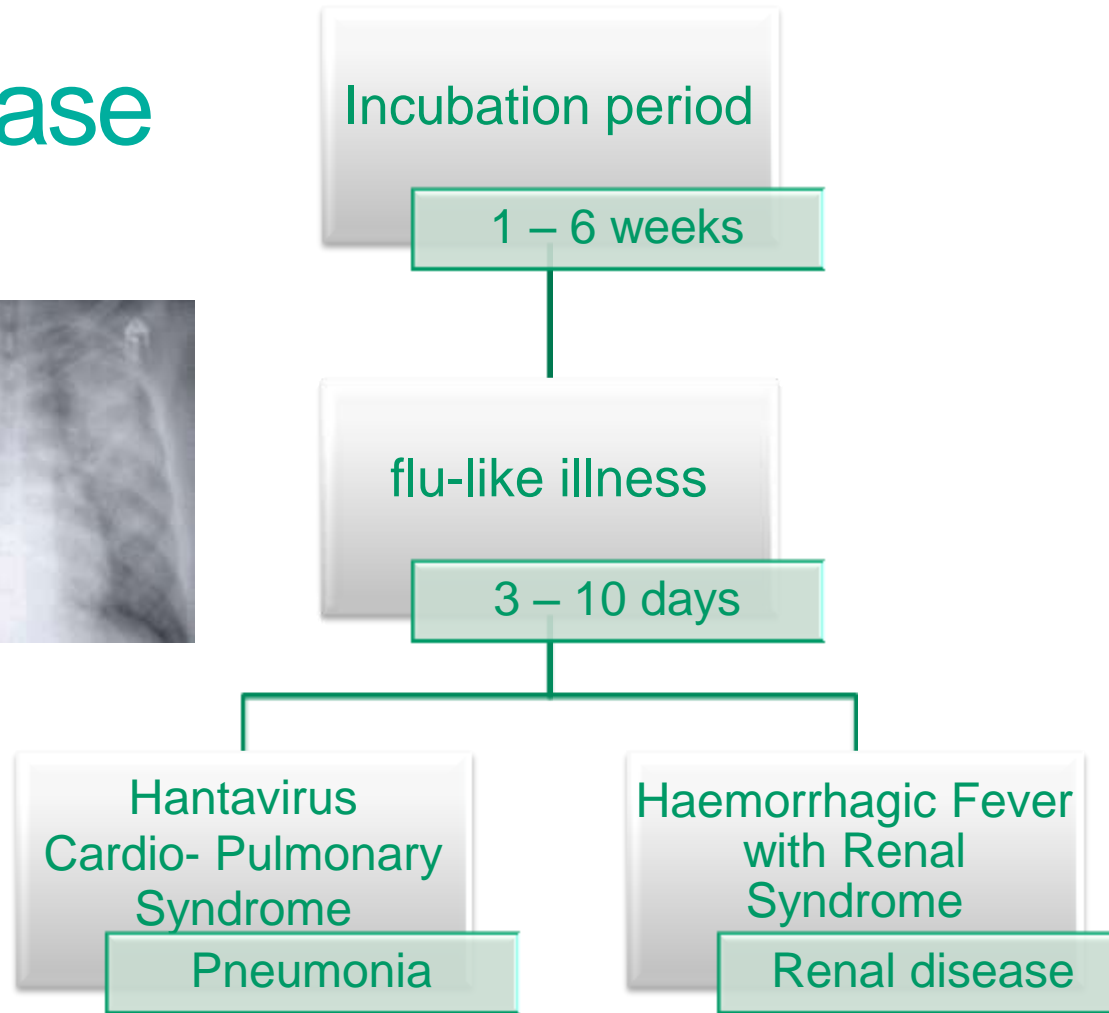 ase
Incubation period
1 – 6 weeks
flu-like illness
3 – 10 days
Hantavirus
Cardio- Pulmonary
Syndrome
Pneumonia
Haemorrhagic Fever
with Renal
Syndrome
Renal disease